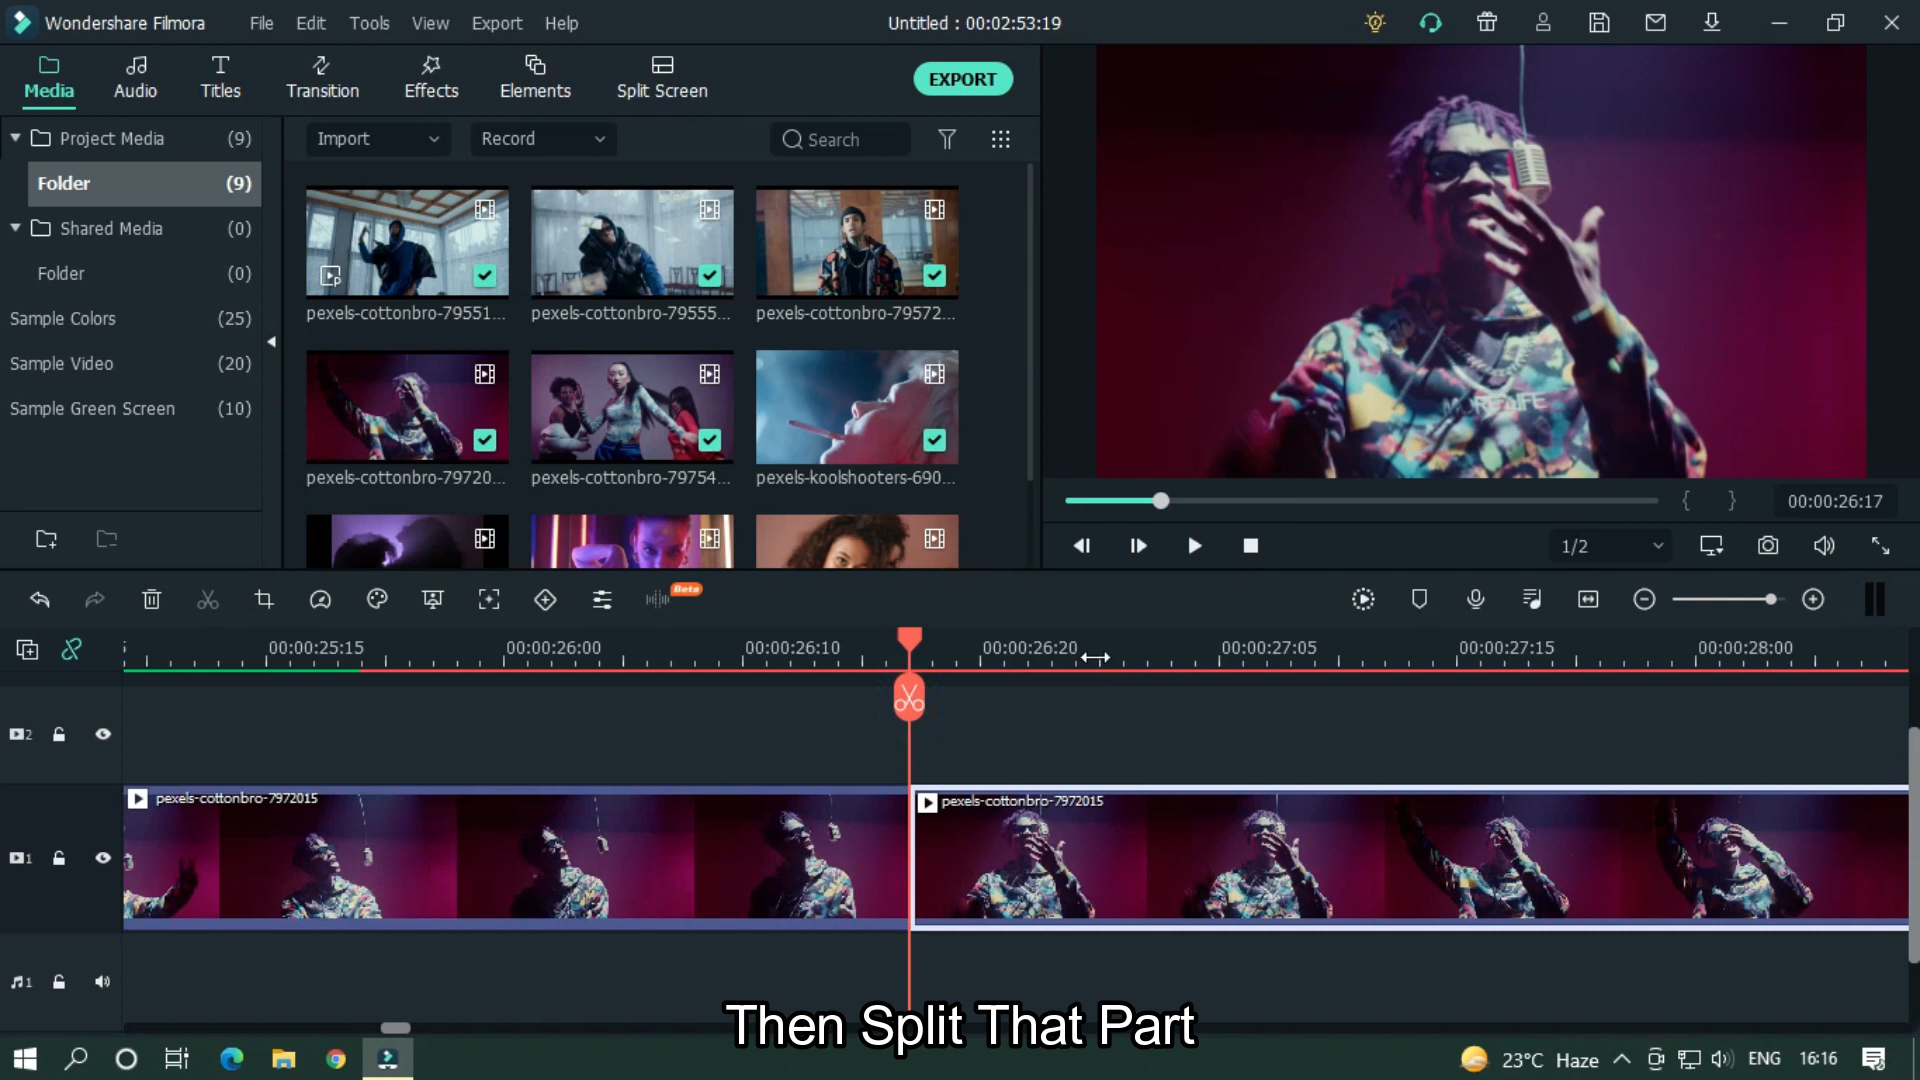 Wondershare Filmora
File Edit Tools View Export Help
Untitled : 00:02:53:19
Media Audio Titles Transition Effects Elements Split Screen
EXPORT
Project Media (9)
Folder (9)
Shared Media (0)
Folder (0)
Sample Colors (25)
Sample Video (20)
Sample Green Screen (10)
Import Record Search
pexels-cottonbro-79551... pexels-cottonbro-79555... pexels-cottonbro-79572...
pexels-cottonbro-79720... pexels-cottonbro-79754... pexels-koolshooters-690...
MORE LIFE
{ } 00:00:26:17
1/2
Beta
00:00:25:15 00:00:26:00 00:00:26:10 00:00:26:20 00:00:27:05 00:00:27:15 00:00:28:00
2
1
pexels-cottonbro-7972015
pexels-cottonbro-7972015
1
Then Split That Part
23°C Haze ENG 16:16